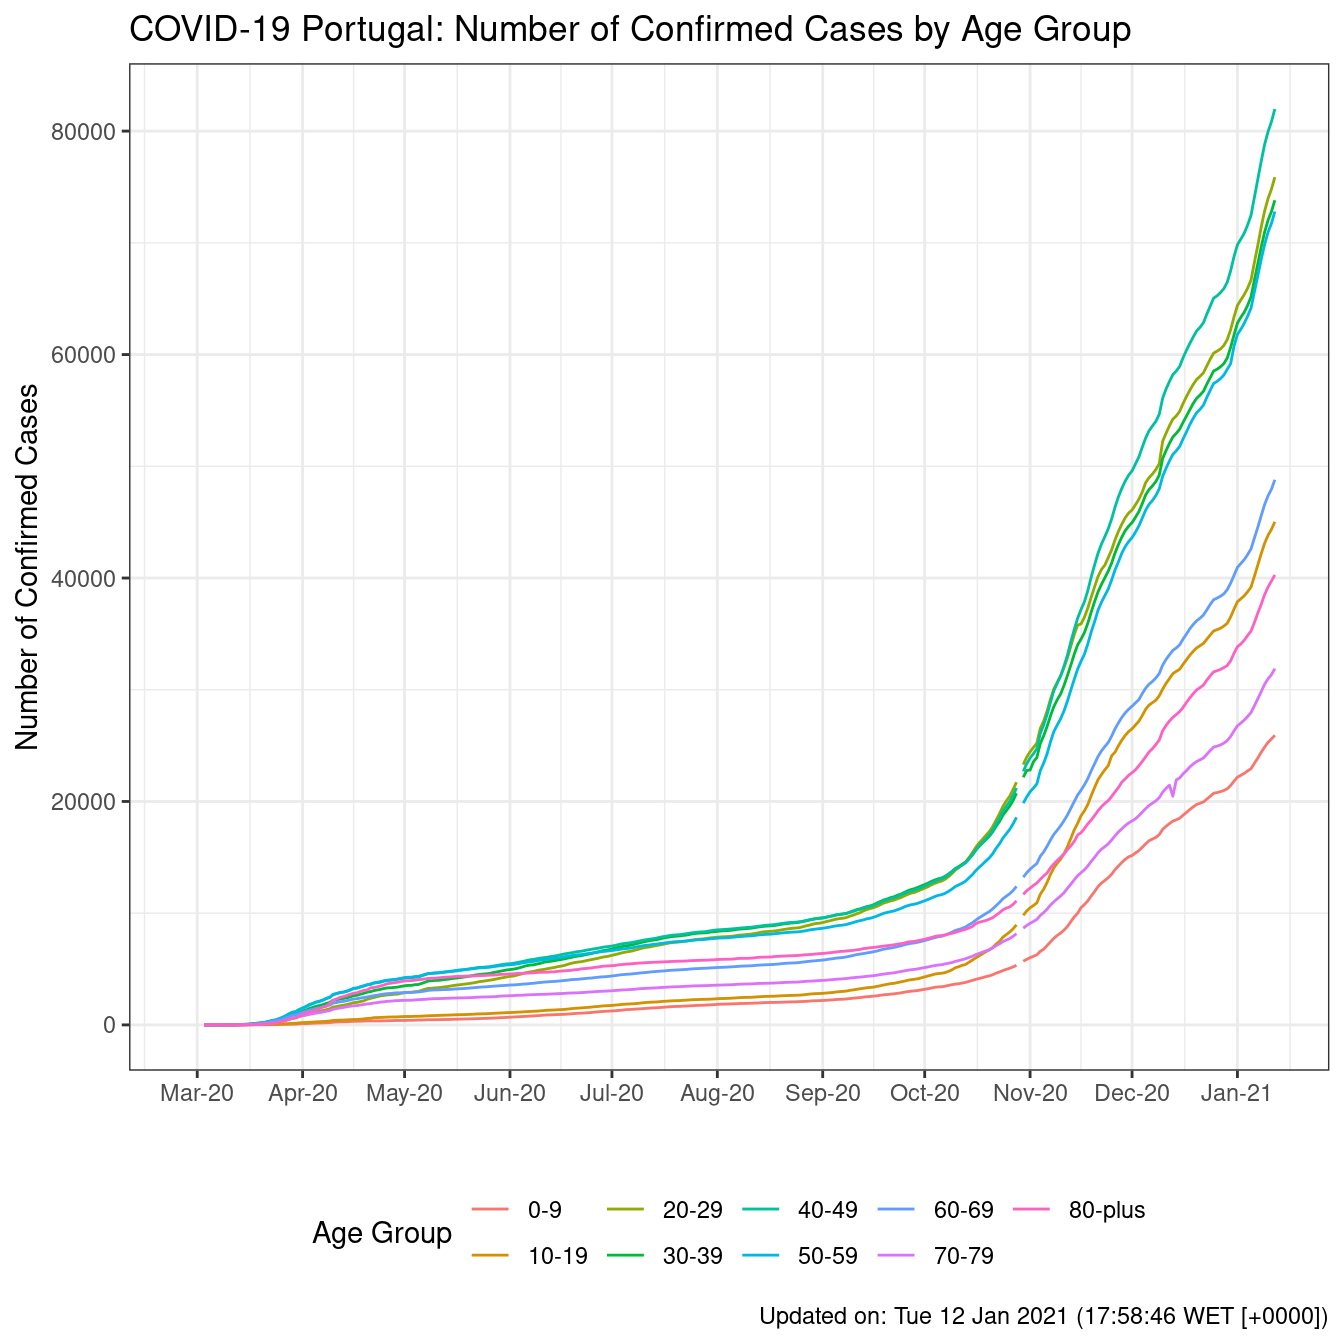 COVID-19 Portugal: Number of Confirmed Cases by Age Group
Number of Confirmed Cases
80000
60000
40000
20000
0
Mar-20 Apr-20 May-20 Jun-20 Jul-20 Aug-20 Sep-20 Oct-20 Nov-20 Dec-20 Jan-21
Age Group
0-9 20-29 40-49 60-69 80-plus
10-19 30-39 50-59 70-79
Updated on: Tue 12 Jan 2021 (17:58:46 WET [+0000])